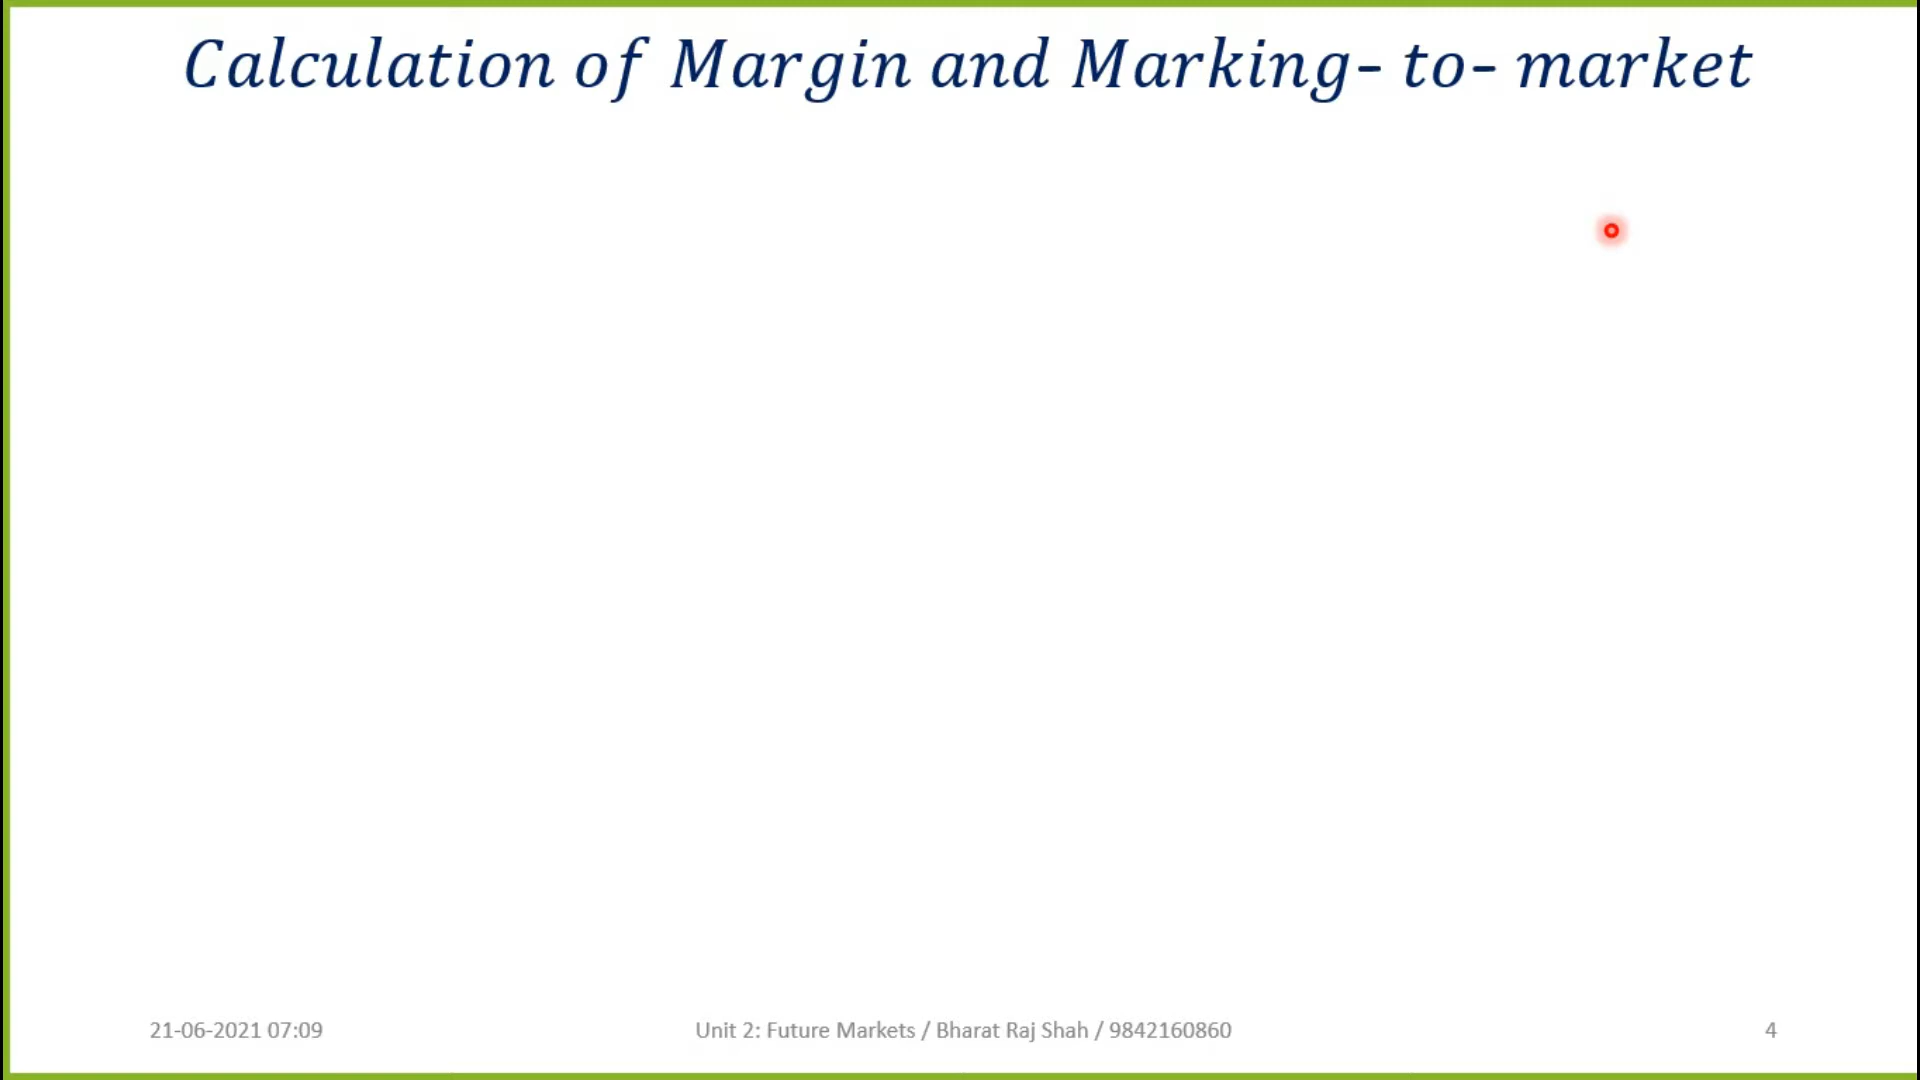 Calculation of Margin and Marking- to- market
21-06-2021 07:09
Unit 2: Future Markets / Bharat Raj Shah / 9842160860
4